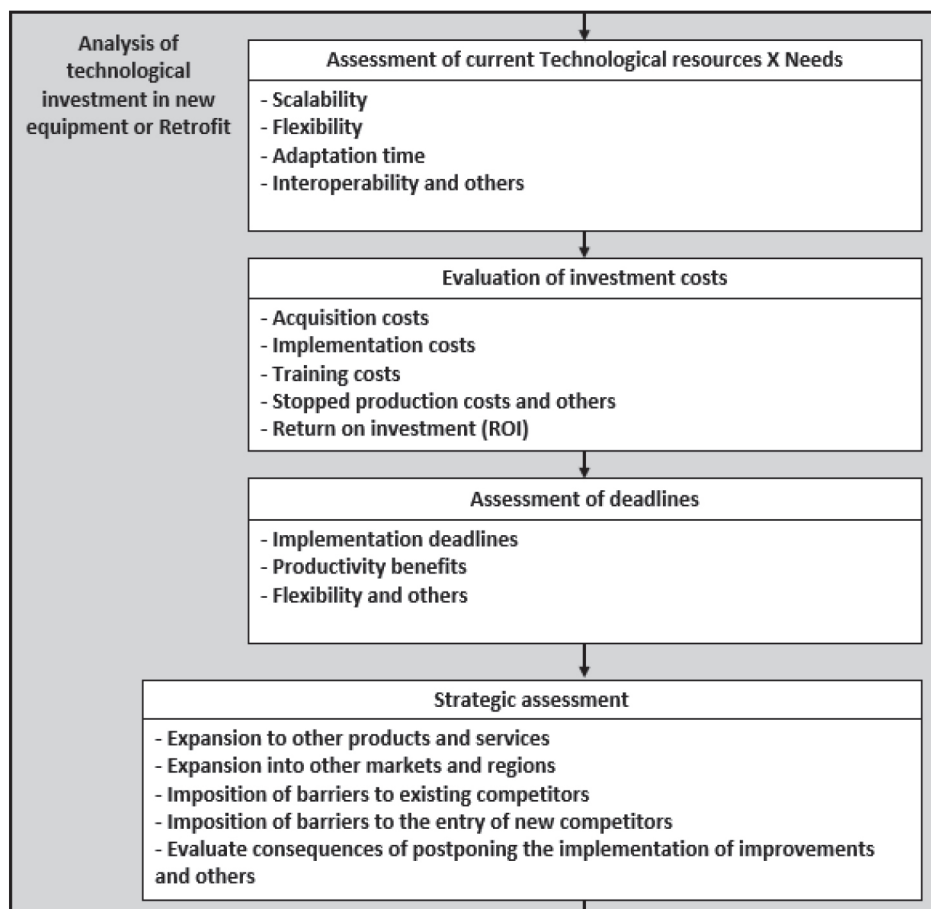 Analysis of
technological
investment in new
equipment or Retrofit
Assessment of current Technological resources X Needs
- Scalability
- Flexibility
- Adaptation time
- Interoperability and others
Evaluation of investment costs
- Acquisition costs
- Implementation costs
- Training costs
- Stopped production costs and others
- Return on investment (ROI)
Assessment of deadlines
- Implementation deadlines
- Productivity benefits
- Flexibility and others
Strategic assessment
- Expansion to other products and services
- Expansion into other markets and regions
- Imposition of barriers to existing competitors
- Imposition of barriers to the entry of new competitors
- Evaluate consequences of postponing the implementation of improvements
and others